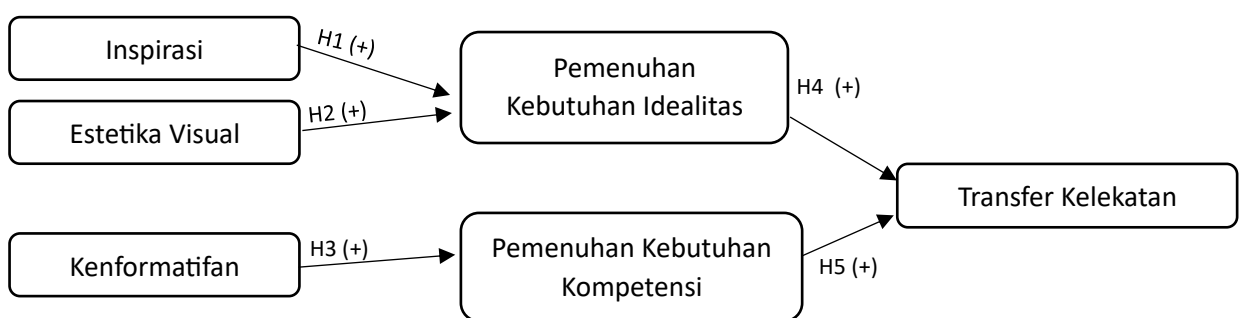 Inspirasi
H1 (+)
Estetika Visual
H2 (+)
Pemenuhan
Kebutuhan Idealitas
H4 (+)
Kenformatifan
H3 (+)
Pemenuhan Kebutuhan
Kompetensi
H5 (+)
Transfer Kelekatan